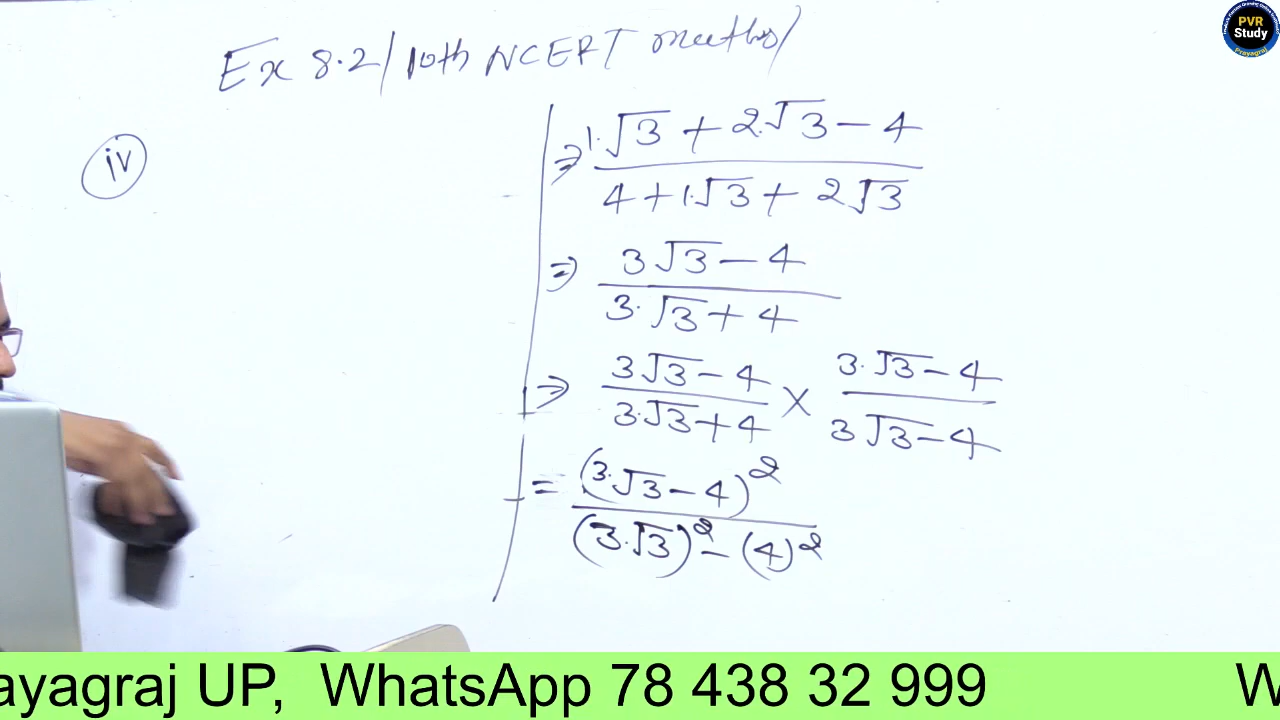 Ex 8.2/10th NCERT
PVR
Study
Prayagraj
iv
⇒ 1.√3 + 2.√3 - 4
4 + 1.√3 + 2√3
⇒ 3√3 - 4
3.√3 + 4
⇒ 3√3 - 4 × 3.√3 - 4
3.√3 + 4 3√3 - 4
= (3.√3 - 4)²
(3.√3)² - (4)²
ayagraj UP, WhatsApp 78 438 32 999 W